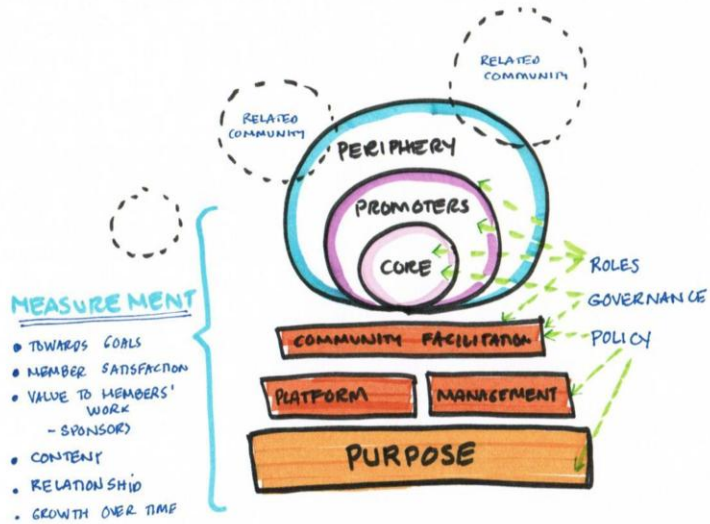 RELATED
COMMUNITY
RELATED
COMMUNITY
PERIPHERY
PROMOTERS
CORE
ROLES
GOVERNANCE
POLICY
COMMUNITY FACILITATION
PLATFORM
MANAGEMENT
PURPOSE
MEASUREMENT
• TOWARDS GOALS
• MEMBER SATISFACTION
• VALUE TO MEMBERS'
WORK
- SPONSORS
• CONTENT
• RELATIONSHIP
• GROWTH OVER TIME